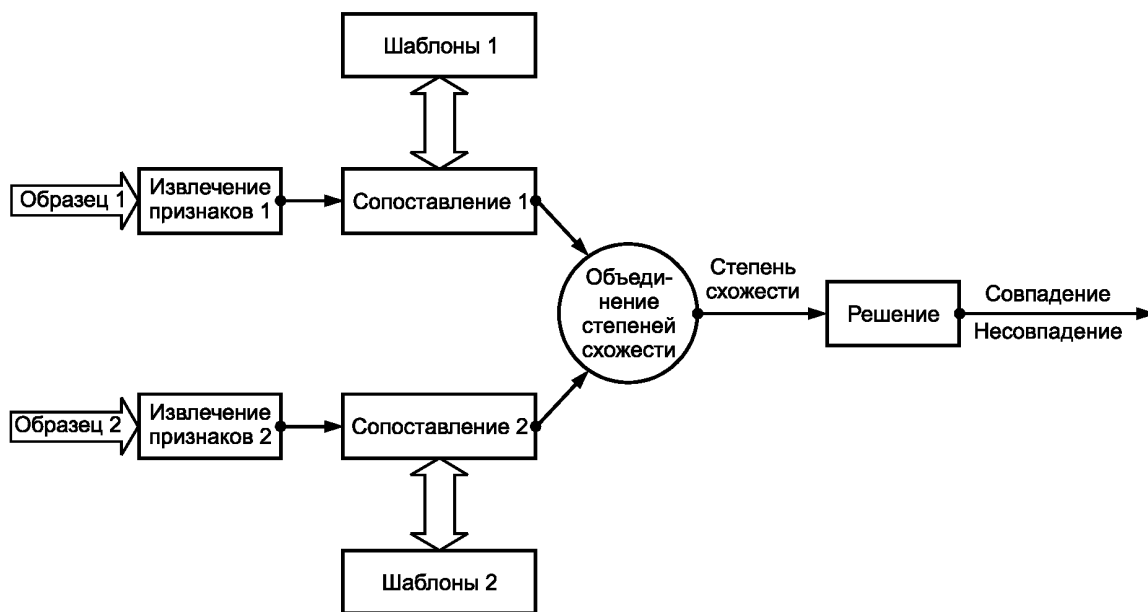 Шаблоны 1
Образец 1
Извлечение
признаков 1
Сопоставление 1
Объеди-
нение
степеней
схожести
Степень
схожести
Решение
Совпадение
Несовпадение
Образец 2
Извлечение
признаков 2
Сопоставление 2
Шаблоны 2